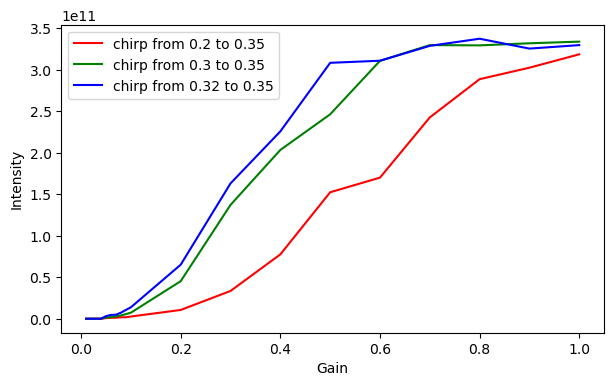 1e11
3.5
3.0
2.5
2.0
1.5
1.0
0.5
0.0
Intensity
chirp from 0.2 to 0.35
chirp from 0.3 to 0.35
chirp from 0.32 to 0.35
0.0 0.2 0.4 0.6 0.8 1.0
Gain